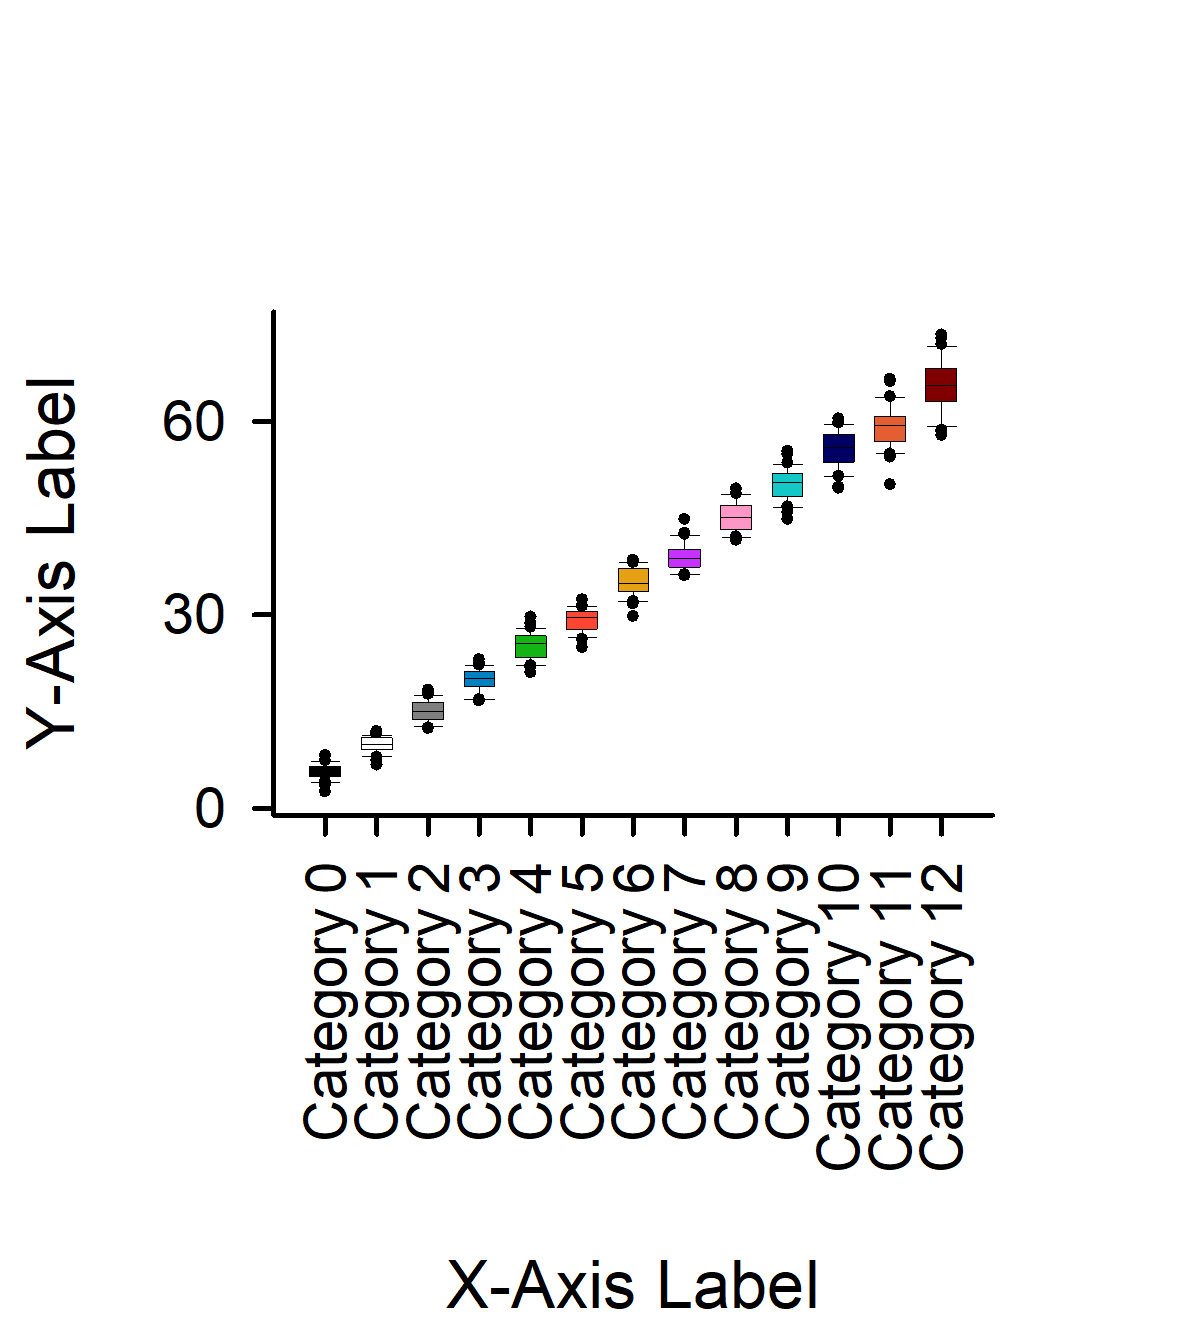 Y-Axis Label
60
30
0
Category 0
Category 1
Category 2
Category 3
Category 4
Category 5
Category 6
Category 7
Category 8
Category 9
Category 10
Category 11
Category 12
X-Axis Label